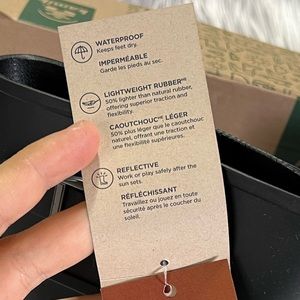 WATERPROOF
Keeps feet dry.
IMPERMÉABLE
Garde les pieds au sec.
LIGHTWEIGHT RUBBER
50% lighter than natural rubber,
offering superior traction and
flexibility.
CAOUTCHOUC LÉGER
50% plus léger que le caoutchouc
naturel, offrant une traction et
une flexibilité supérieures.
REFLECTIVE
Work or play safely after the
sun sets.
RÉFLÉCHISSANT
Travaillez ou jouez en toute
sécurité après le coucher du
soleil.